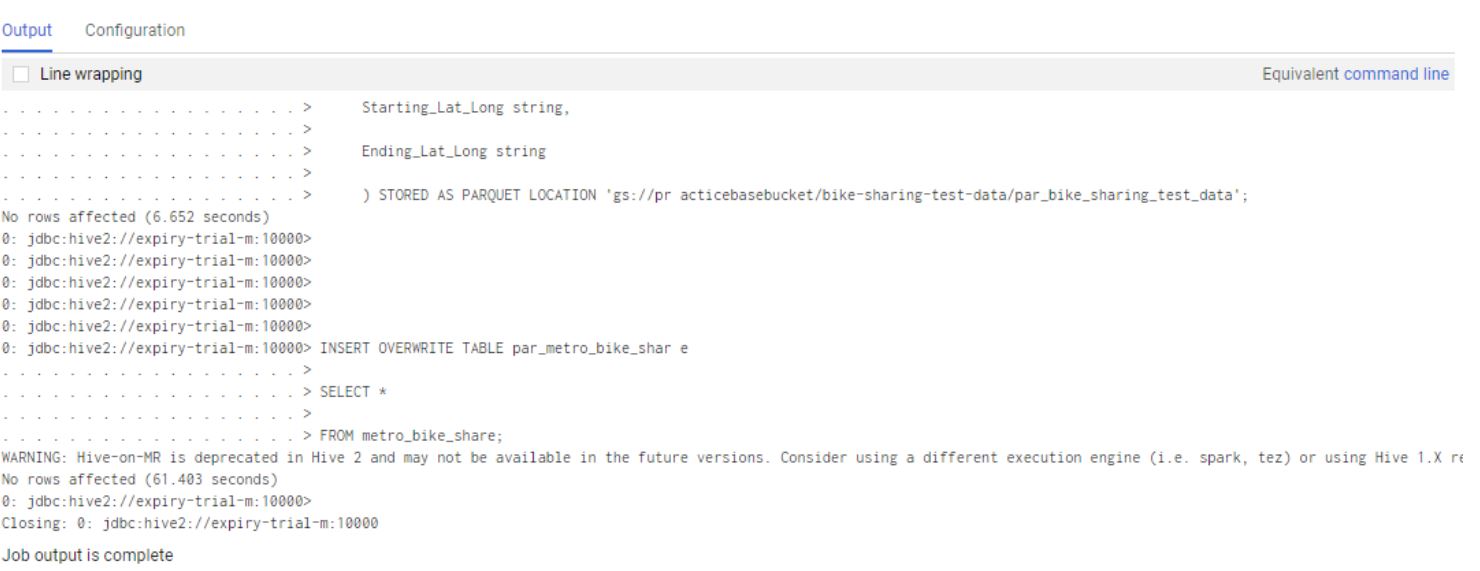 Output Configuration
Line wrapping Equivalent command line
. . . . . . . . . . . . . . . . . . > Starting_Lat_Long string,
. . . . . . . . . . . . . . . . . . >
. . . . . . . . . . . . . . . . . . > Ending_Lat_Long string
. . . . . . . . . . . . . . . . . . >
. . . . . . . . . . . . . . . . . . > ) STORED AS PARQUET LOCATION 'gs://pr acticebasebucket/bike-sharing-test-data/par_bike_sharing_test_data';
No rows affected (6.652 seconds)
0: jdbc:hive2://expiry-trial-m:10000>
0: jdbc:hive2://expiry-trial-m:10000>
0: jdbc:hive2://expiry-trial-m:10000>
0: jdbc:hive2://expiry-trial-m:10000>
0: jdbc:hive2://expiry-trial-m:10000>
0: jdbc:hive2://expiry-trial-m:10000> INSERT OVERWRITE TABLE par_metro_bike_shar e
. . . . . . . . . . . . . . . . . . >
. . . . . . . . . . . . . . . . . . > SELECT *
. . . . . . . . . . . . . . . . . . >
. . . . . . . . . . . . . . . . . . > FROM metro_bike_share;
WARNING: Hive-on-MR is deprecated in Hive 2 and may not be available in the future versions. Consider using a different execution engine (i.e. spark, tez) or using Hive 1.X re
No rows affected (61.403 seconds)
0: jdbc:hive2://expiry-trial-m:10000>
Closing: 0: jdbc:hive2://expiry-trial-m:10000
Job output is complete